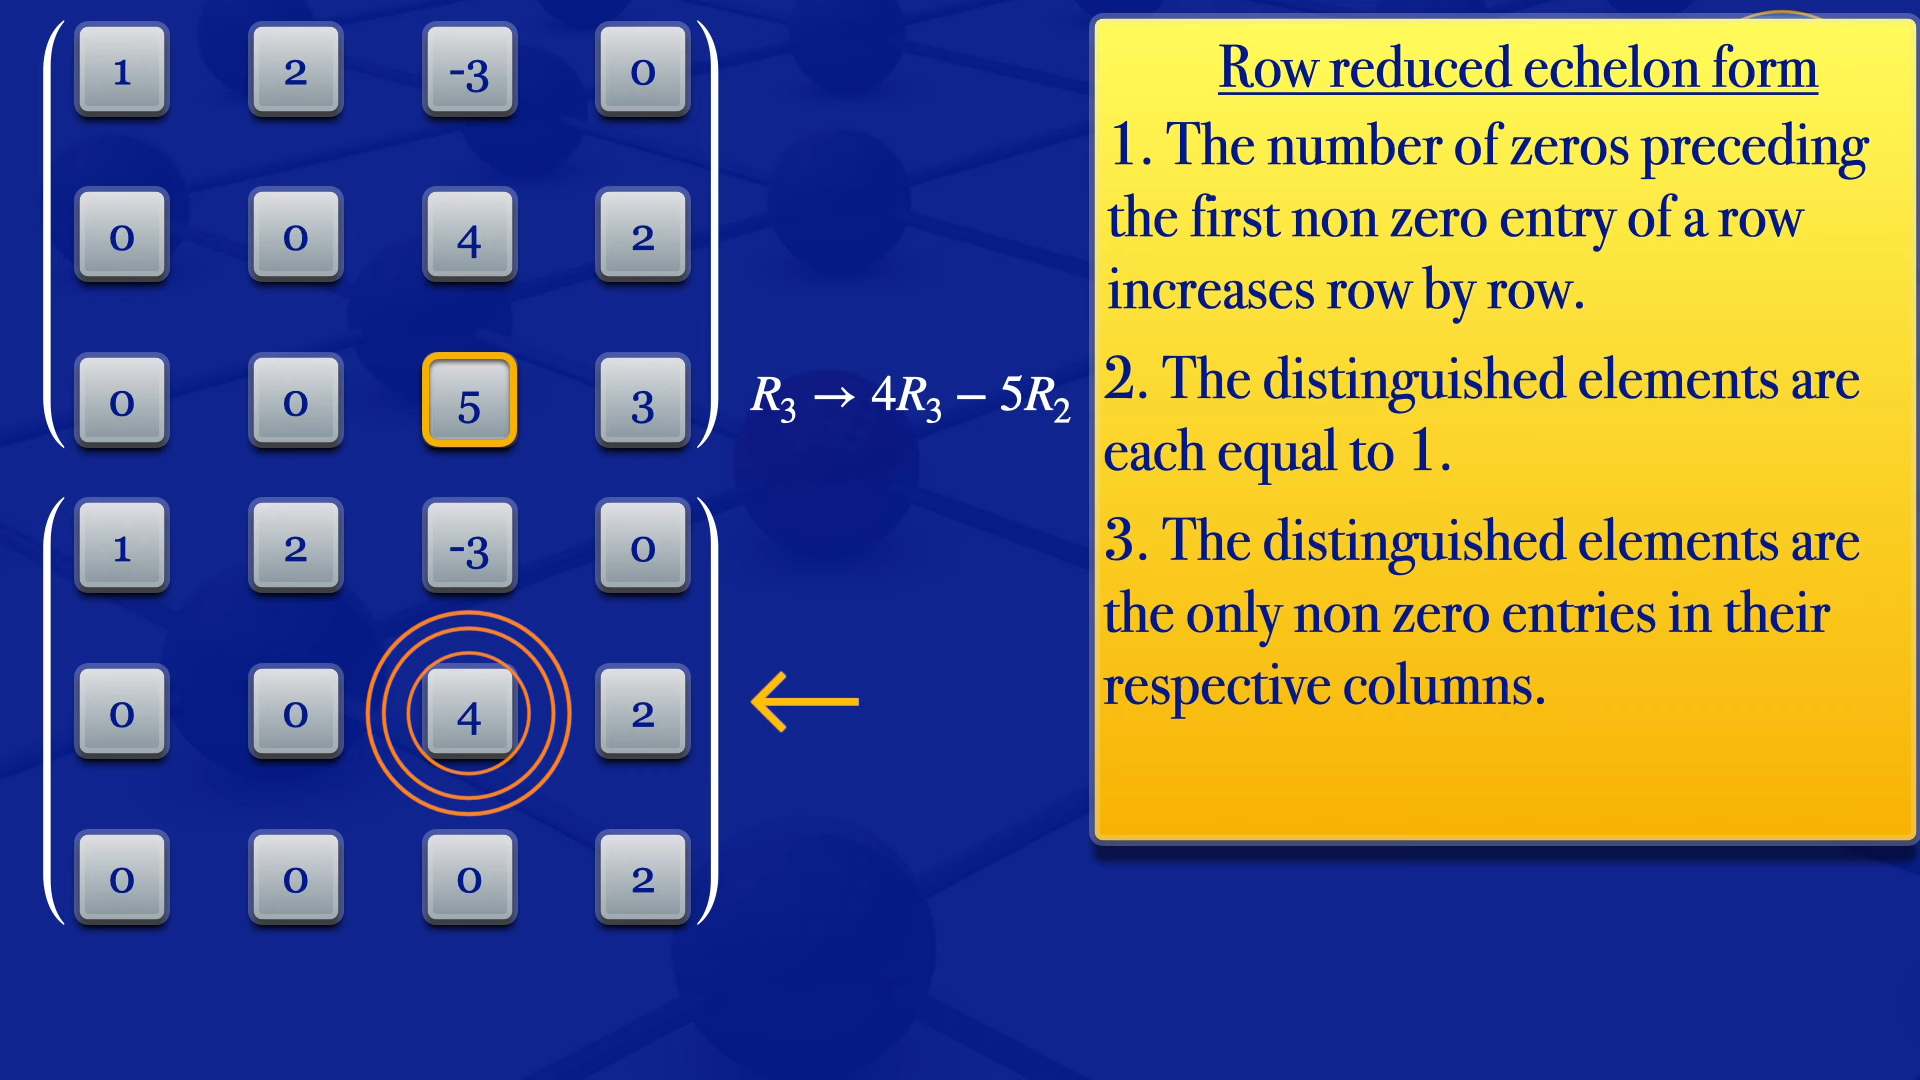 1 2 -3 0
0 0 4 2
0 0 5 3
R₃ → 4R₃ – 5R₂
1 2 -3 0
0 0 4 2
0 0 0 2
Row reduced echelon form
1. The number of zeros preceding
the first non zero entry of a row
increases row by row.
2. The distinguished elements are
each equal to 1.
3. The distinguished elements are
the only non zero entries in their
respective columns.